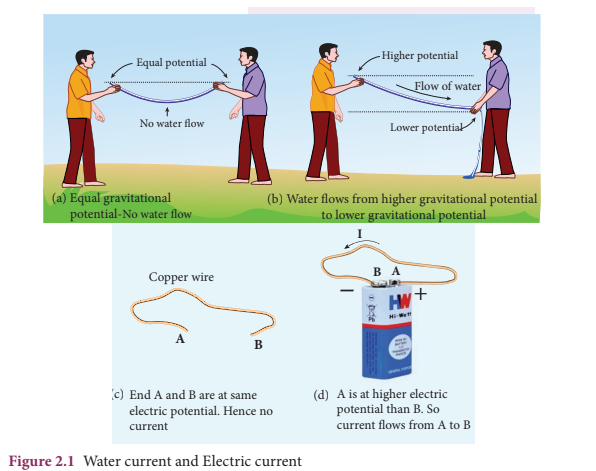 Equal potential
No water flow
(a) Equal gravitational
potential-No water flow
Higher potential
Flow of water
Lower potential
(b) Water flows from higher gravitational potential
to lower gravitational potential
Copper wire
A
B
(c) End A and B are at same
electric potential. Hence no
current
I
B A
− +
HW
Hi-Watt
Pb
(d) A is at higher electric
potential than B. So
current flows from A to B
Figure 2.1 Water current and Electric current